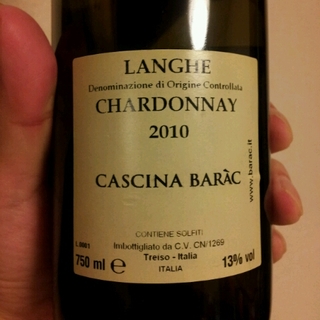 LANGHE
Denominazione di Origine Controllata
CHARDONNAY
2010
CASCINA BARÀC
www.barac.it
CONTIENE SOLFITI
L.0901
Imbottigliato da C.V. CN/1269
750 ml ℮
Treiso - Italia
13% vol
ITALIA